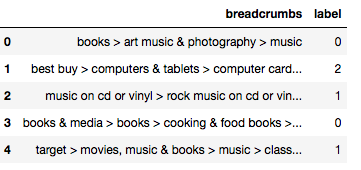 breadcrumbs label
0 books > art music & photography > music 0
1 best buy > computers & tablets > computer card... 2
2 music on cd or vinyl > rock music on cd or vin... 1
3 books & media > books > cooking & food books >... 0
4 target > movies, music & books > music > class... 1